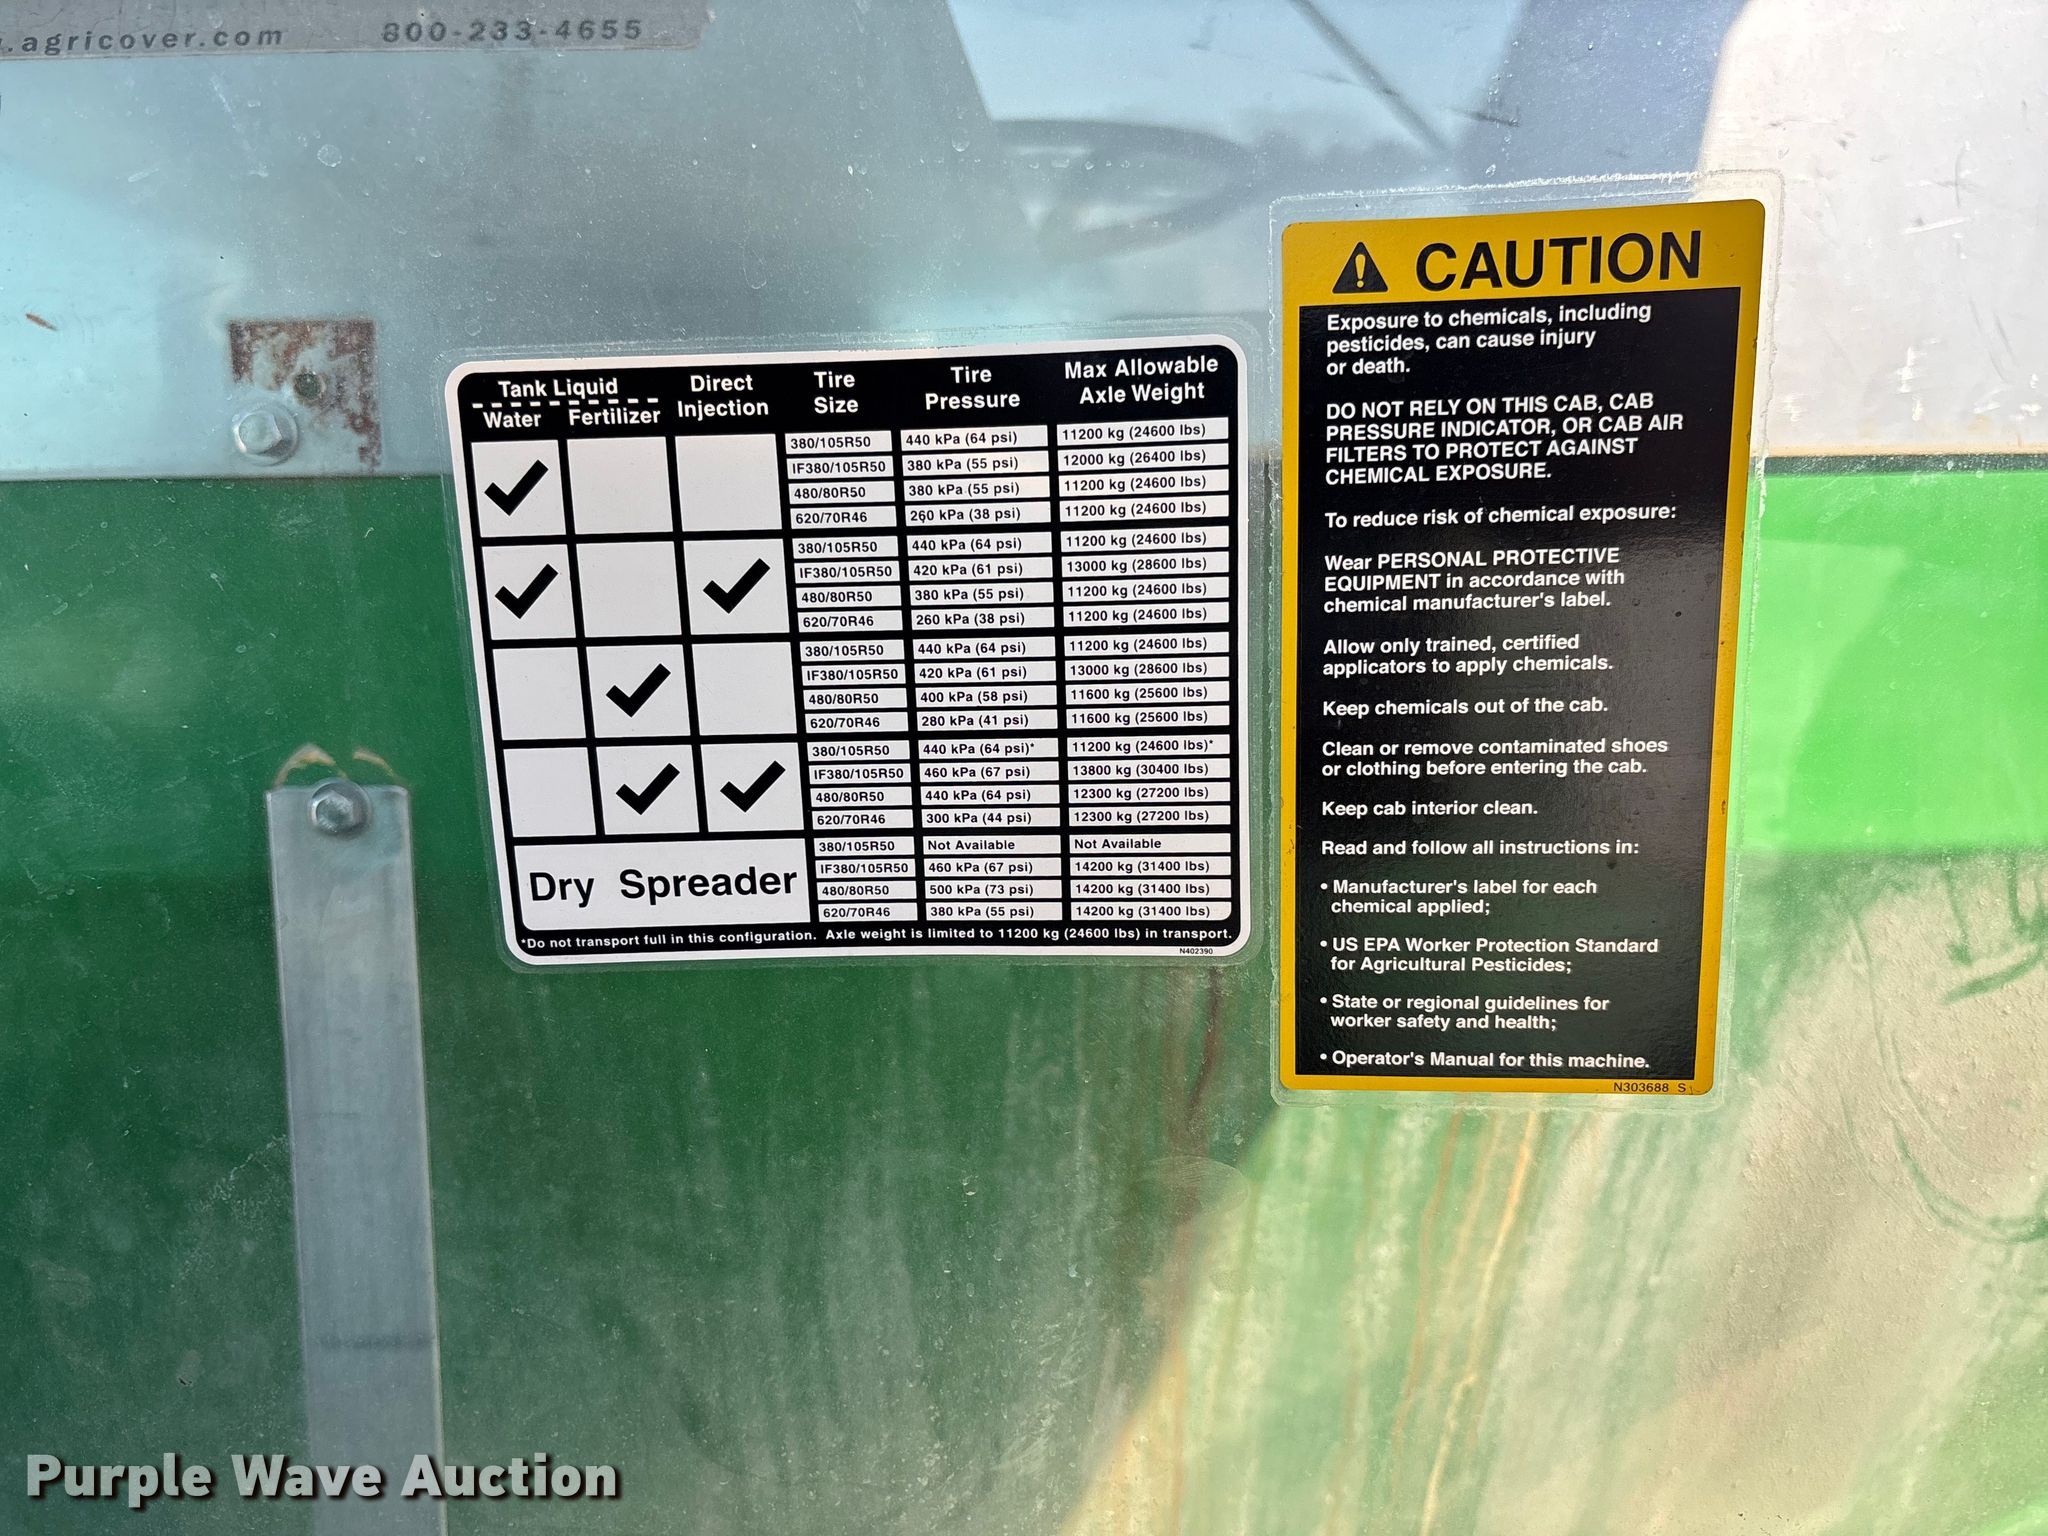 .agricover.com 800-233-4655
Tank Liquid Direct Injection Tire Size Tire Pressure Max Allowable Axle Weight
Water Fertilizer
380/105R50 440 kPa (64 psi) 11200 kg (24600 lbs)
IF380/105R50 380 kPa (55 psi) 12000 kg (26400 lbs)
480/80R50 380 kPa (55 psi) 11200 kg (24600 lbs)
620/70R46 260 kPa (38 psi) 11200 kg (24600 lbs)
380/105R50 440 kPa (64 psi) 11200 kg (24600 lbs)
IF380/105R50 420 kPa (61 psi) 13000 kg (28600 lbs)
480/80R50 380 kPa (55 psi) 11200 kg (24600 lbs)
620/70R46 260 kPa (38 psi) 11200 kg (24600 lbs)
380/105R50 440 kPa (64 psi) 11200 kg (24600 lbs)
IF380/105R50 420 kPa (61 psi) 13000 kg (28600 lbs)
480/80R50 400 kPa (58 psi) 11600 kg (25600 lbs)
620/70R46 280 kPa (41 psi) 11600 kg (25600 lbs)
380/105R50 440 kPa (64 psi)* 11200 kg (24600 lbs)*
IF380/105R50 460 kPa (67 psi) 13800 kg (30400 lbs)
480/80R50 440 kPa (64 psi) 12300 kg (27200 lbs)
620/70R46 300 kPa (44 psi) 12300 kg (27200 lbs)
Dry Spreader
380/105R50 Not Available Not Available
IF380/105R50 460 kPa (67 psi) 14200 kg (31400 lbs)
480/80R50 500 kPa (73 psi) 14200 kg (31400 lbs)
620/70R46 380 kPa (55 psi) 14200 kg (31400 lbs)
*Do not transport full in this configuration. Axle weight is limited to 11200 kg (24600 lbs) in transport.
N402390
CAUTION
Exposure to chemicals, including
pesticides, can cause injury
or death.
DO NOT RELY ON THIS CAB, CAB
PRESSURE INDICATOR, OR CAB AIR
FILTERS TO PROTECT AGAINST
CHEMICAL EXPOSURE.
To reduce risk of chemical exposure:
Wear PERSONAL PROTECTIVE
EQUIPMENT in accordance with
chemical manufacturer's label.
Allow only trained, certified
applicators to apply chemicals.
Keep chemicals out of the cab.
Clean or remove contaminated shoes
or clothing before entering the cab.
Keep cab interior clean.
Read and follow all instructions in:
• Manufacturer's label for each
chemical applied;
• US EPA Worker Protection Standard
for Agricultural Pesticides;
• State or regional guidelines for
worker safety and health;
• Operator's Manual for this machine.
N303688 S
Purple Wave Auction